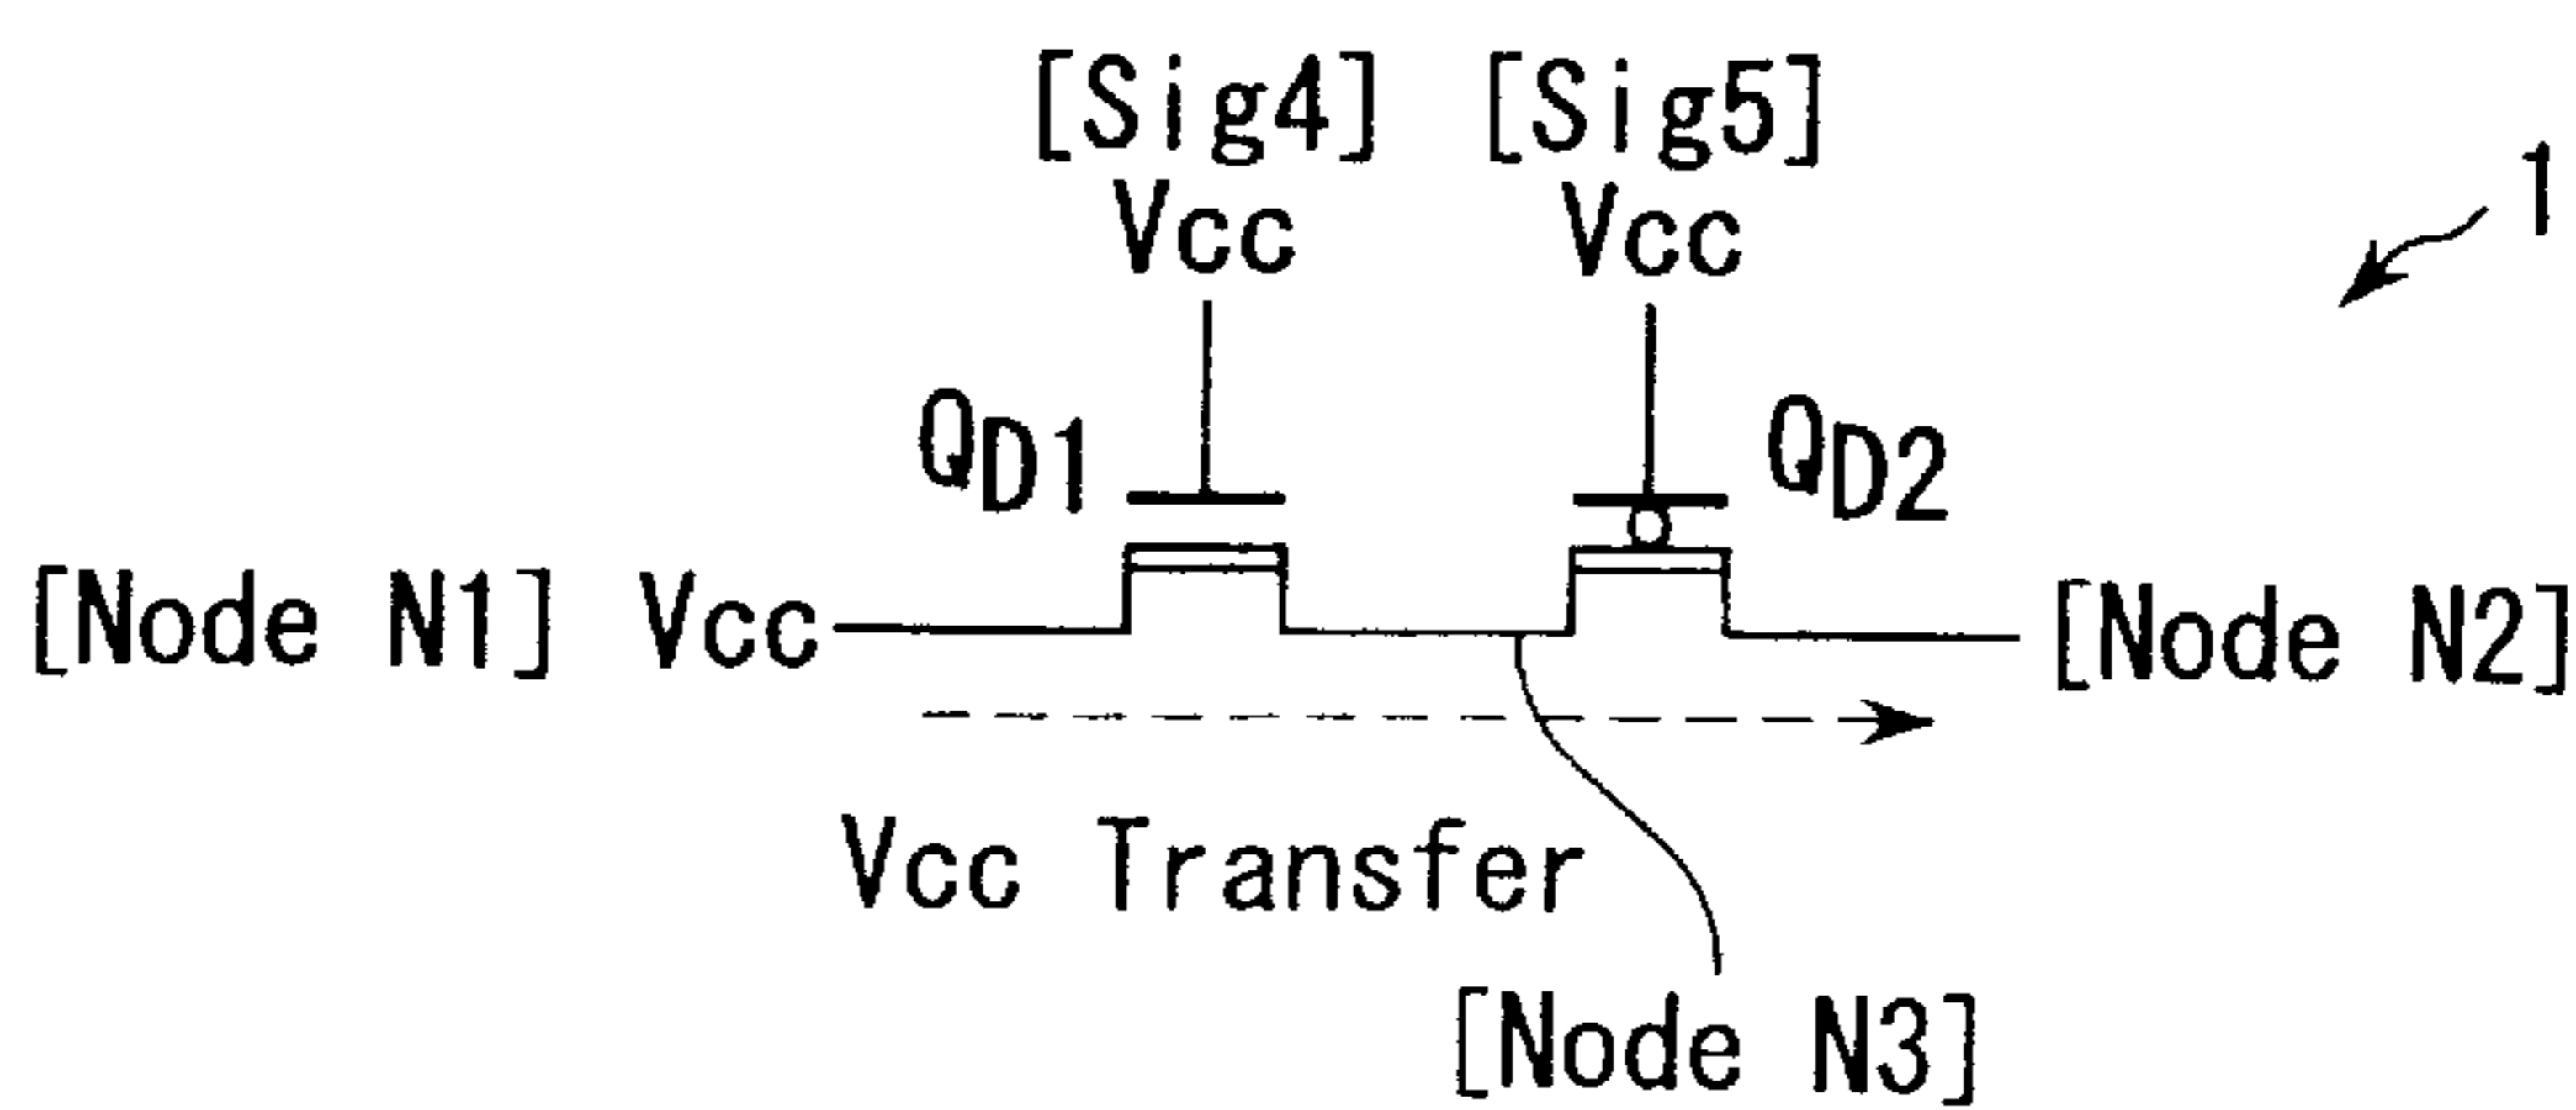 [Sig4] [Sig5]
Vcc Vcc
1
QD1 QD2
[Node N1] Vcc [Node N2]
Vcc Transfer
[Node N3]